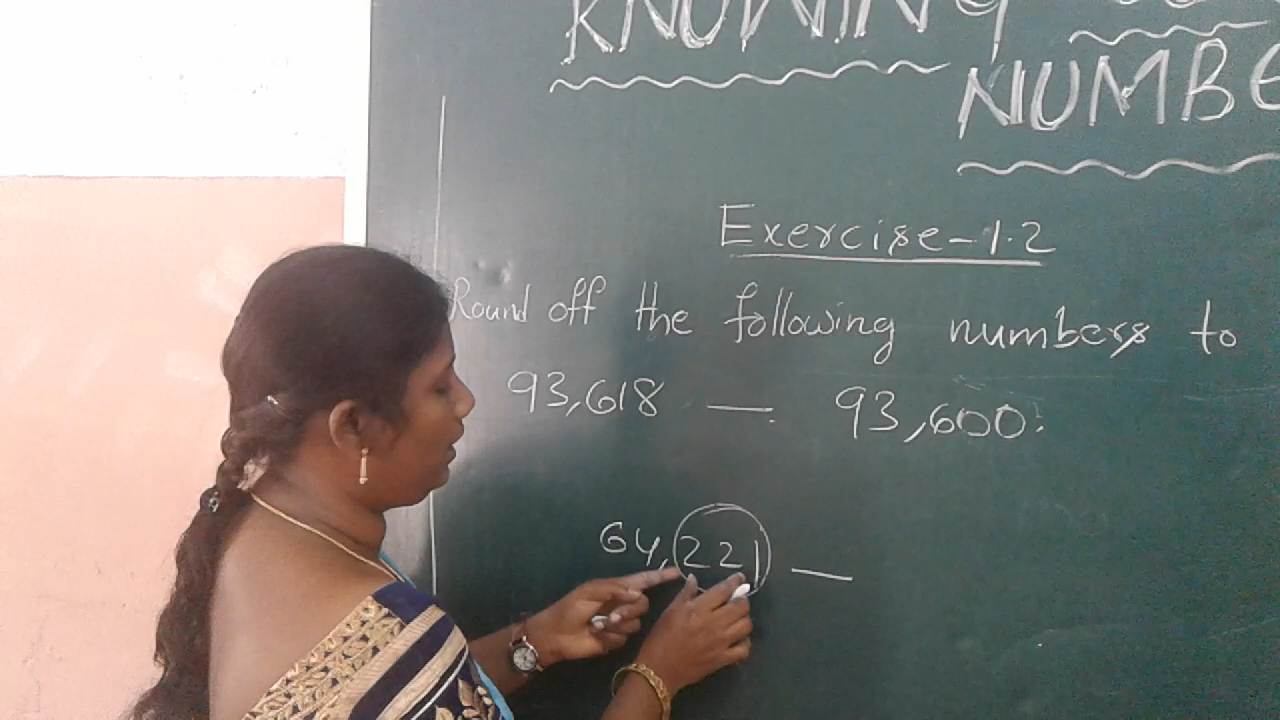 KNOWING
NUMBE
Exercise-1.2
Round off the following numbers to
93,618 — 93,600
64,221 —